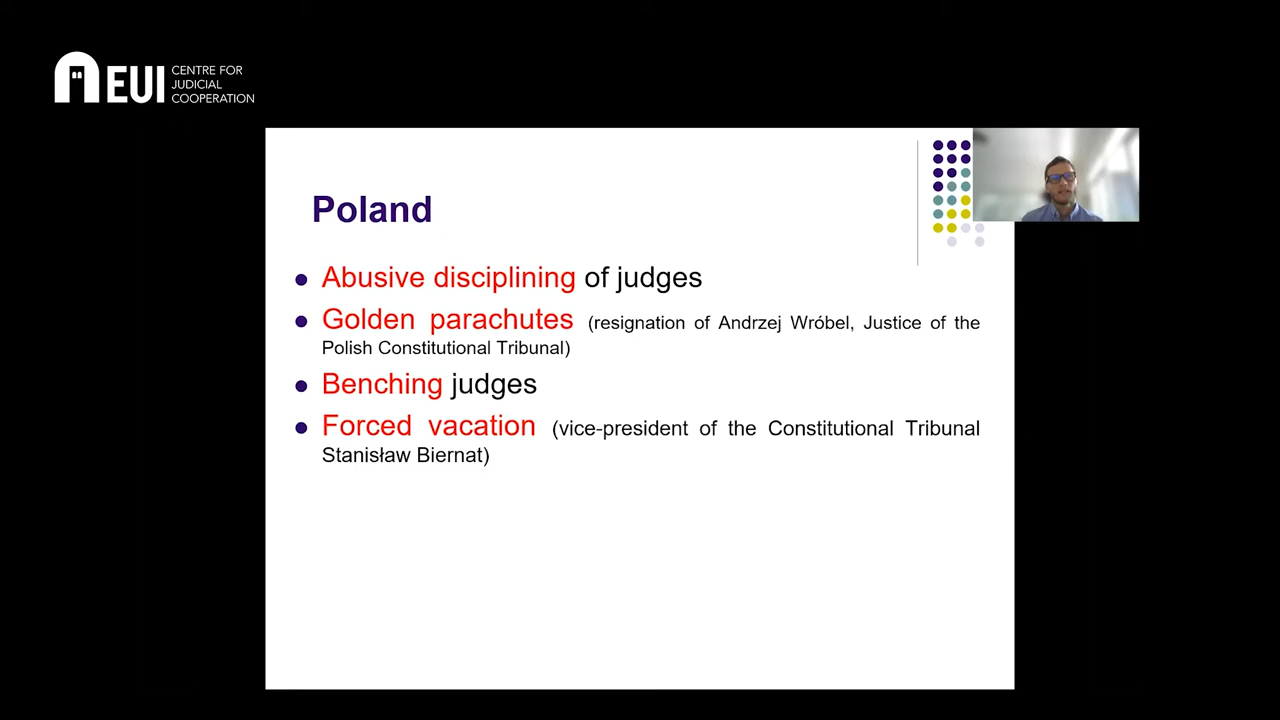 EUI
CENTRE FOR
JUDICIAL
COOPERATION
Poland
Abusive disciplining of judges
Golden parachutes (resignation of Andrzej Wróbel, Justice of the
Polish Constitutional Tribunal)
Benching judges
Forced vacation (vice-president of the Constitutional Tribunal
Stanisław Biernat)